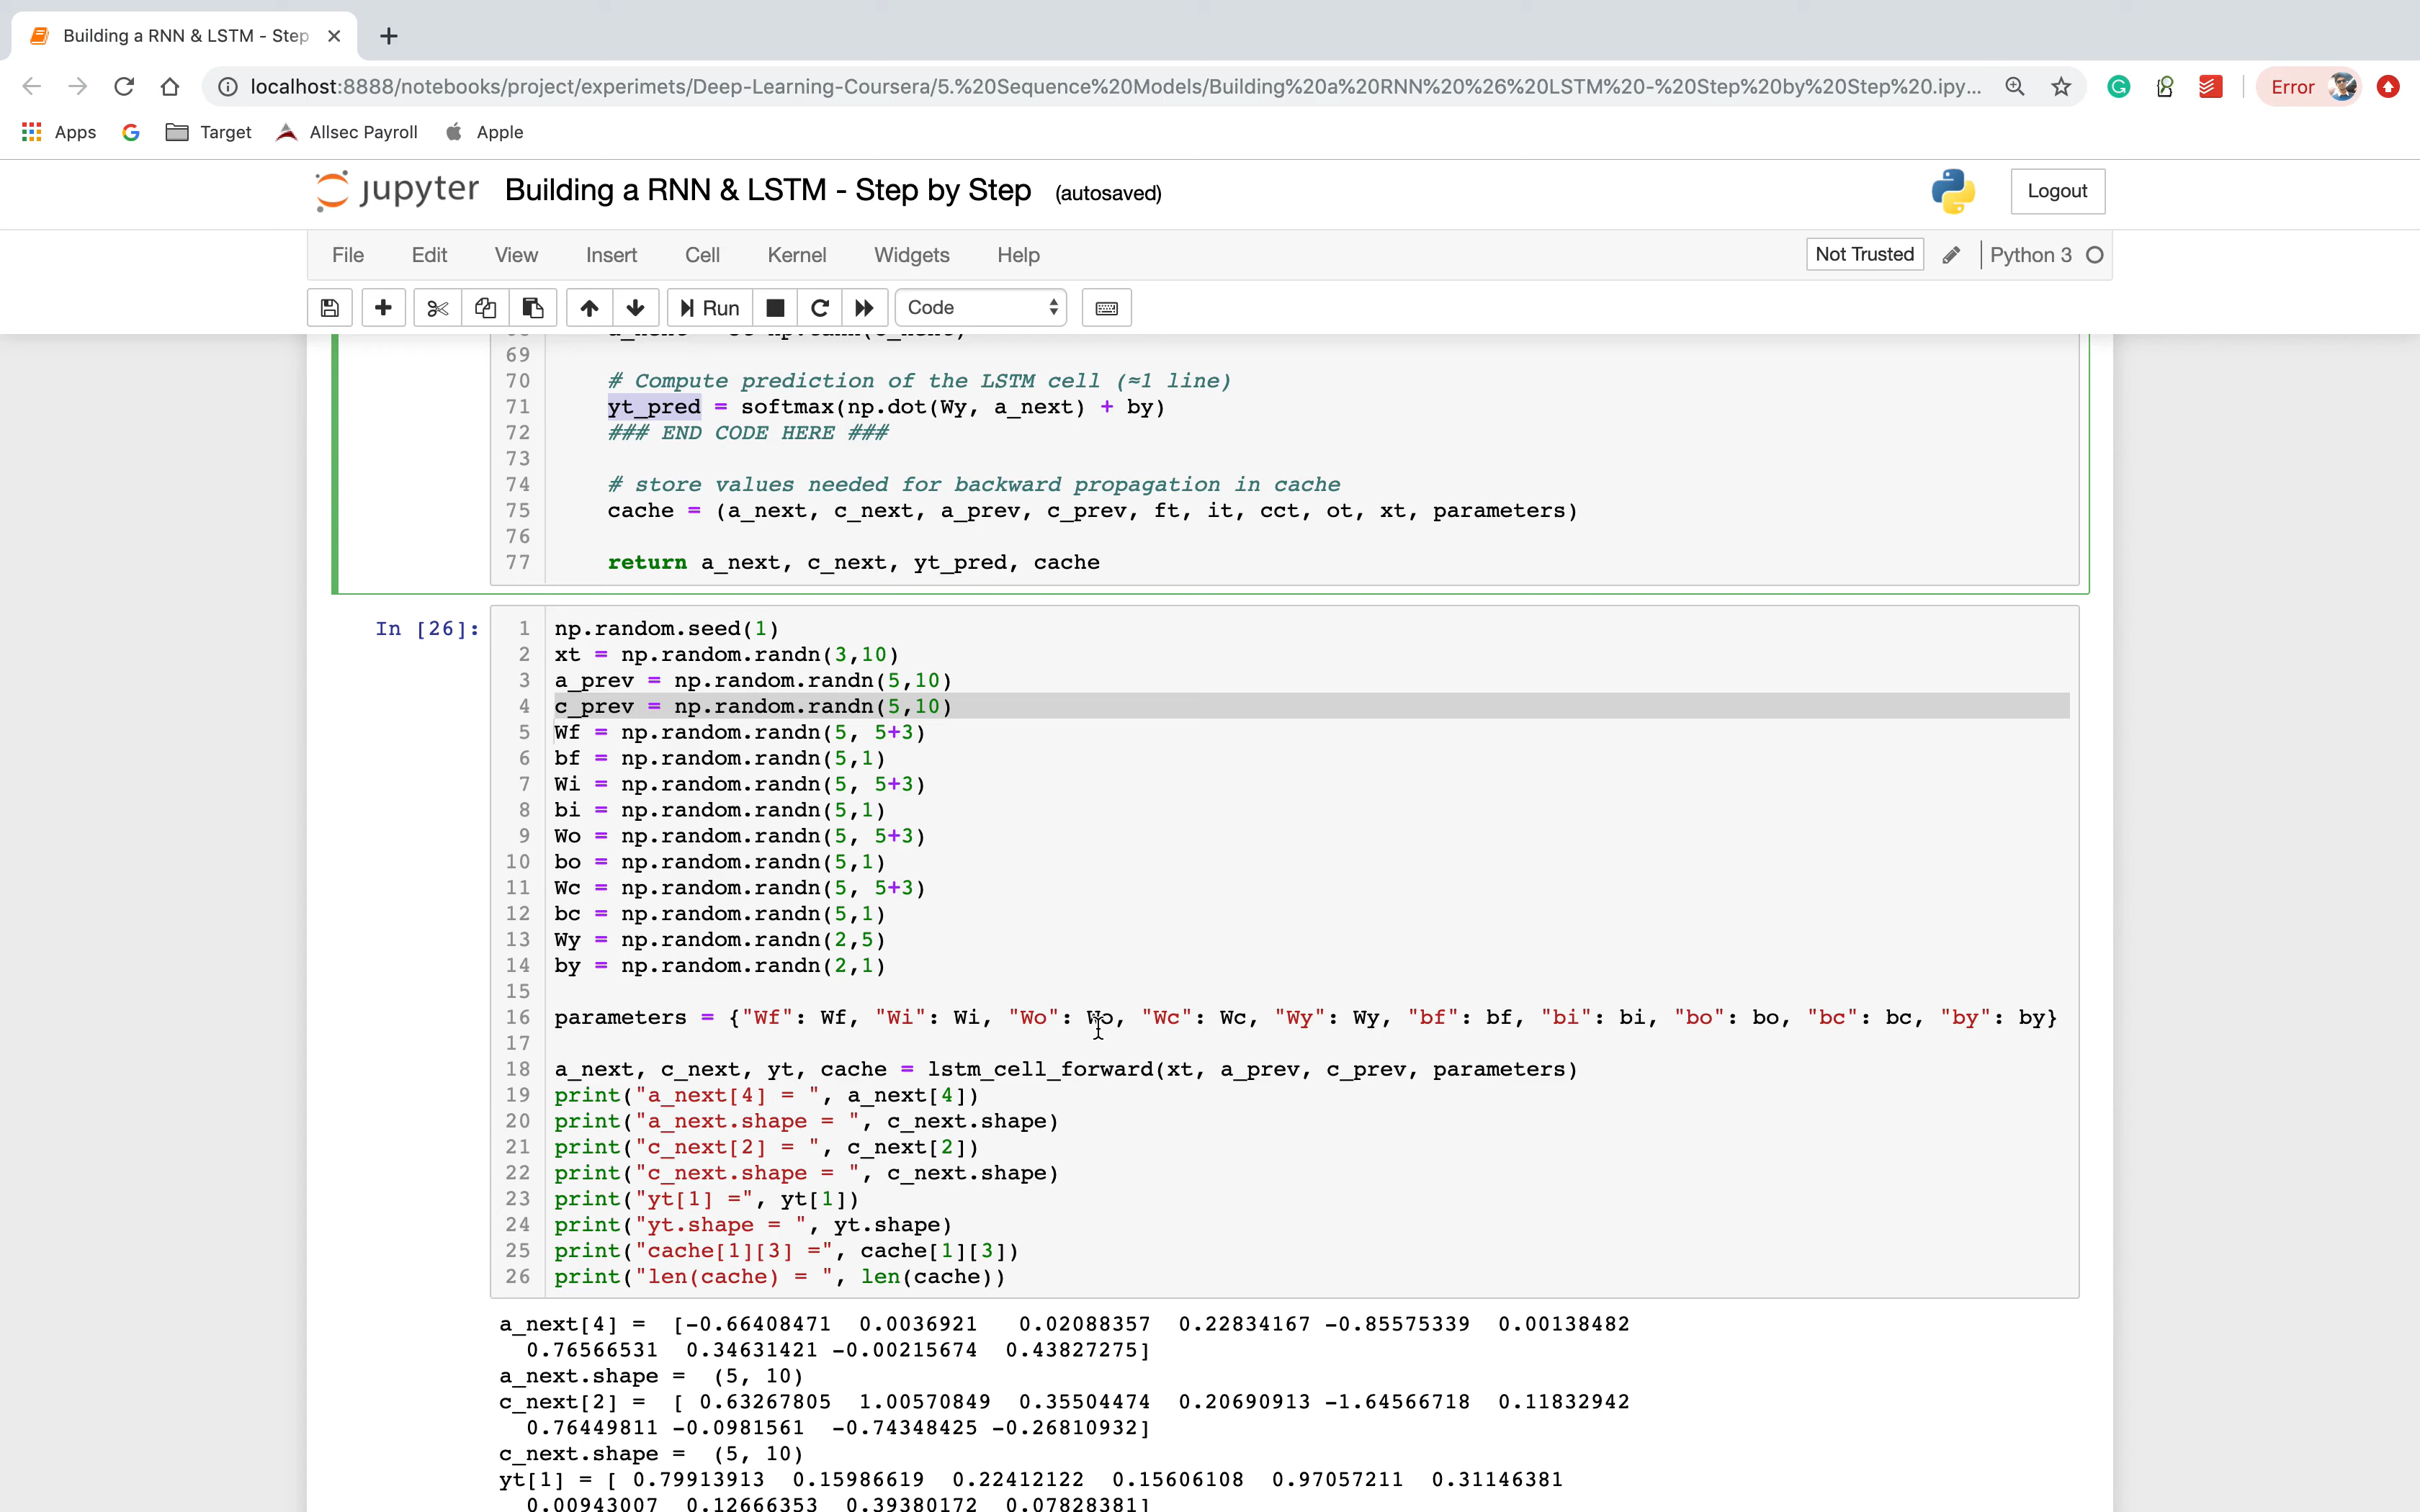 Building a RNN & LSTM - Step
localhost:8888/notebooks/project/experimets/Deep-Learning-Coursera/5.%20Sequence%20Models/Building%20a%20RNN%20%26%20LSTM%20-%20Step%20by%20Step%20.ipy...
Error
Apps
Target
Allsec Payroll
Apple
jupyter
Building a RNN & LSTM - Step by Step (autosaved)
Logout
File Edit View Insert Cell Kernel Widgets Help
Not Trusted
Python 3
Run
Code
69
70 # Compute prediction of the LSTM cell (≈1 line)
71 yt_pred = softmax(np.dot(Wy, a_next) + by)
72 ### END CODE HERE ###
73
74 # store values needed for backward propagation in cache
75 cache = (a_next, c_next, a_prev, c_prev, ft, it, cct, ot, xt, parameters)
76
77 return a_next, c_next, yt_pred, cache
In [26]:
1 np.random.seed(1)
2 xt = np.random.randn(3,10)
3 a_prev = np.random.randn(5,10)
4 c_prev = np.random.randn(5,10)
5 Wf = np.random.randn(5, 5+3)
6 bf = np.random.randn(5,1)
7 Wi = np.random.randn(5, 5+3)
8 bi = np.random.randn(5,1)
9 Wo = np.random.randn(5, 5+3)
10 bo = np.random.randn(5,1)
11 Wc = np.random.randn(5, 5+3)
12 bc = np.random.randn(5,1)
13 Wy = np.random.randn(2,5)
14 by = np.random.randn(2,1)
15
16 parameters = {"Wf": Wf, "Wi": Wi, "Wo": Wo, "Wc": Wc, "Wy": Wy, "bf": bf, "bi": bi, "bo": bo, "bc": bc, "by": by}
17
18 a_next, c_next, yt, cache = lstm_cell_forward(xt, a_prev, c_prev, parameters)
19 print("a_next[4] = ", a_next[4])
20 print("a_next.shape = ", c_next.shape)
21 print("c_next[2] = ", c_next[2])
22 print("c_next.shape = ", c_next.shape)
23 print("yt[1] =", yt[1])
24 print("yt.shape = ", yt.shape)
25 print("cache[1][3] =", cache[1][3])
26 print("len(cache) = ", len(cache))
a_next[4] =  [-0.66408471  0.0036921   0.02088357  0.22834167 -0.85575339  0.00138482
  0.76566531  0.34631421 -0.00215674  0.43827275]
a_next.shape =  (5, 10)
c_next[2] =  [ 0.63267805  1.00570849  0.35504474  0.20690913 -1.64566718  0.11832942
  0.76449811 -0.0981561  -0.74348425 -0.26810932]
c_next.shape =  (5, 10)
yt[1] = [ 0.79913913  0.15986619  0.22412122  0.15606108  0.97057211  0.31146381
  0.00943007  0.12666353  0.39380172  0.07828381]